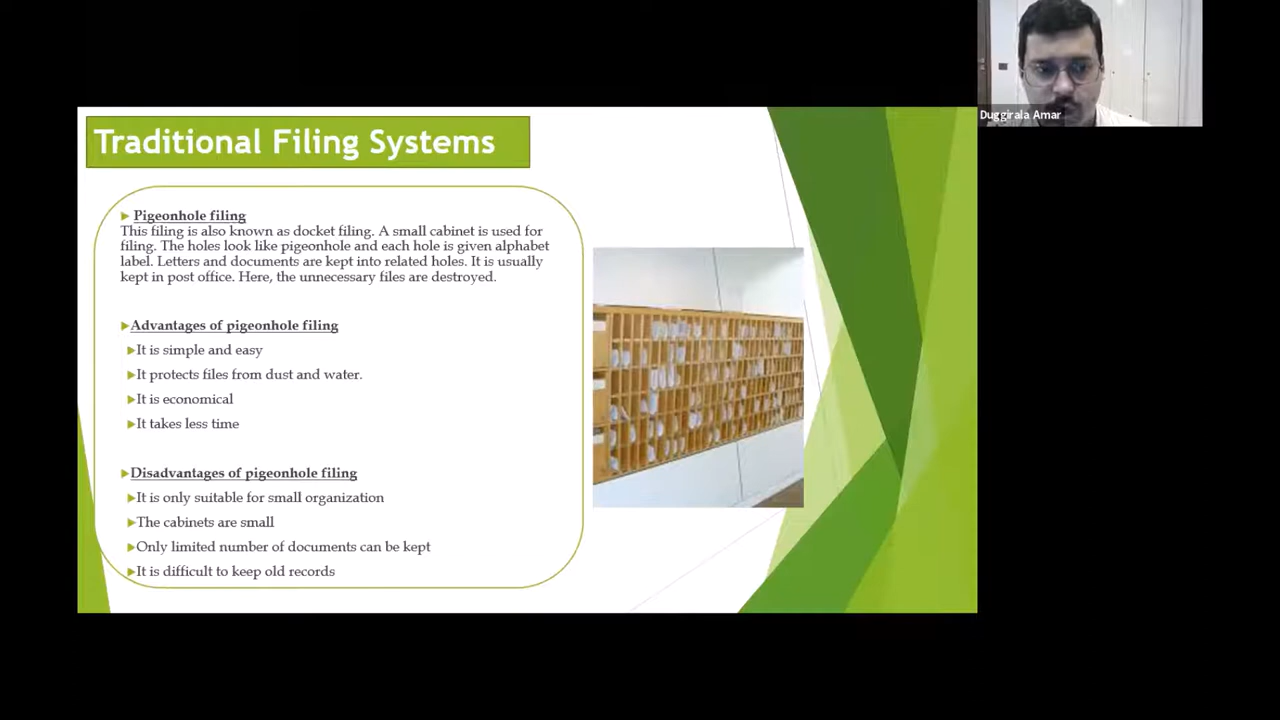 Traditional Filing Systems
Pigeonhole filing
This filing is also known as docket filing. A small cabinet is used for
filing. The holes look like pigeonhole and each hole is given alphabet
label. Letters and documents are kept into related holes. It is usually
kept in post office. Here, the unnecessary files are destroyed.
Advantages of pigeonhole filing
It is simple and easy
It protects files from dust and water.
It is economical
It takes less time
Disadvantages of pigeonhole filing
It is only suitable for small organization
The cabinets are small
Only limited number of documents can be kept
It is difficult to keep old records
Duggirala Amar